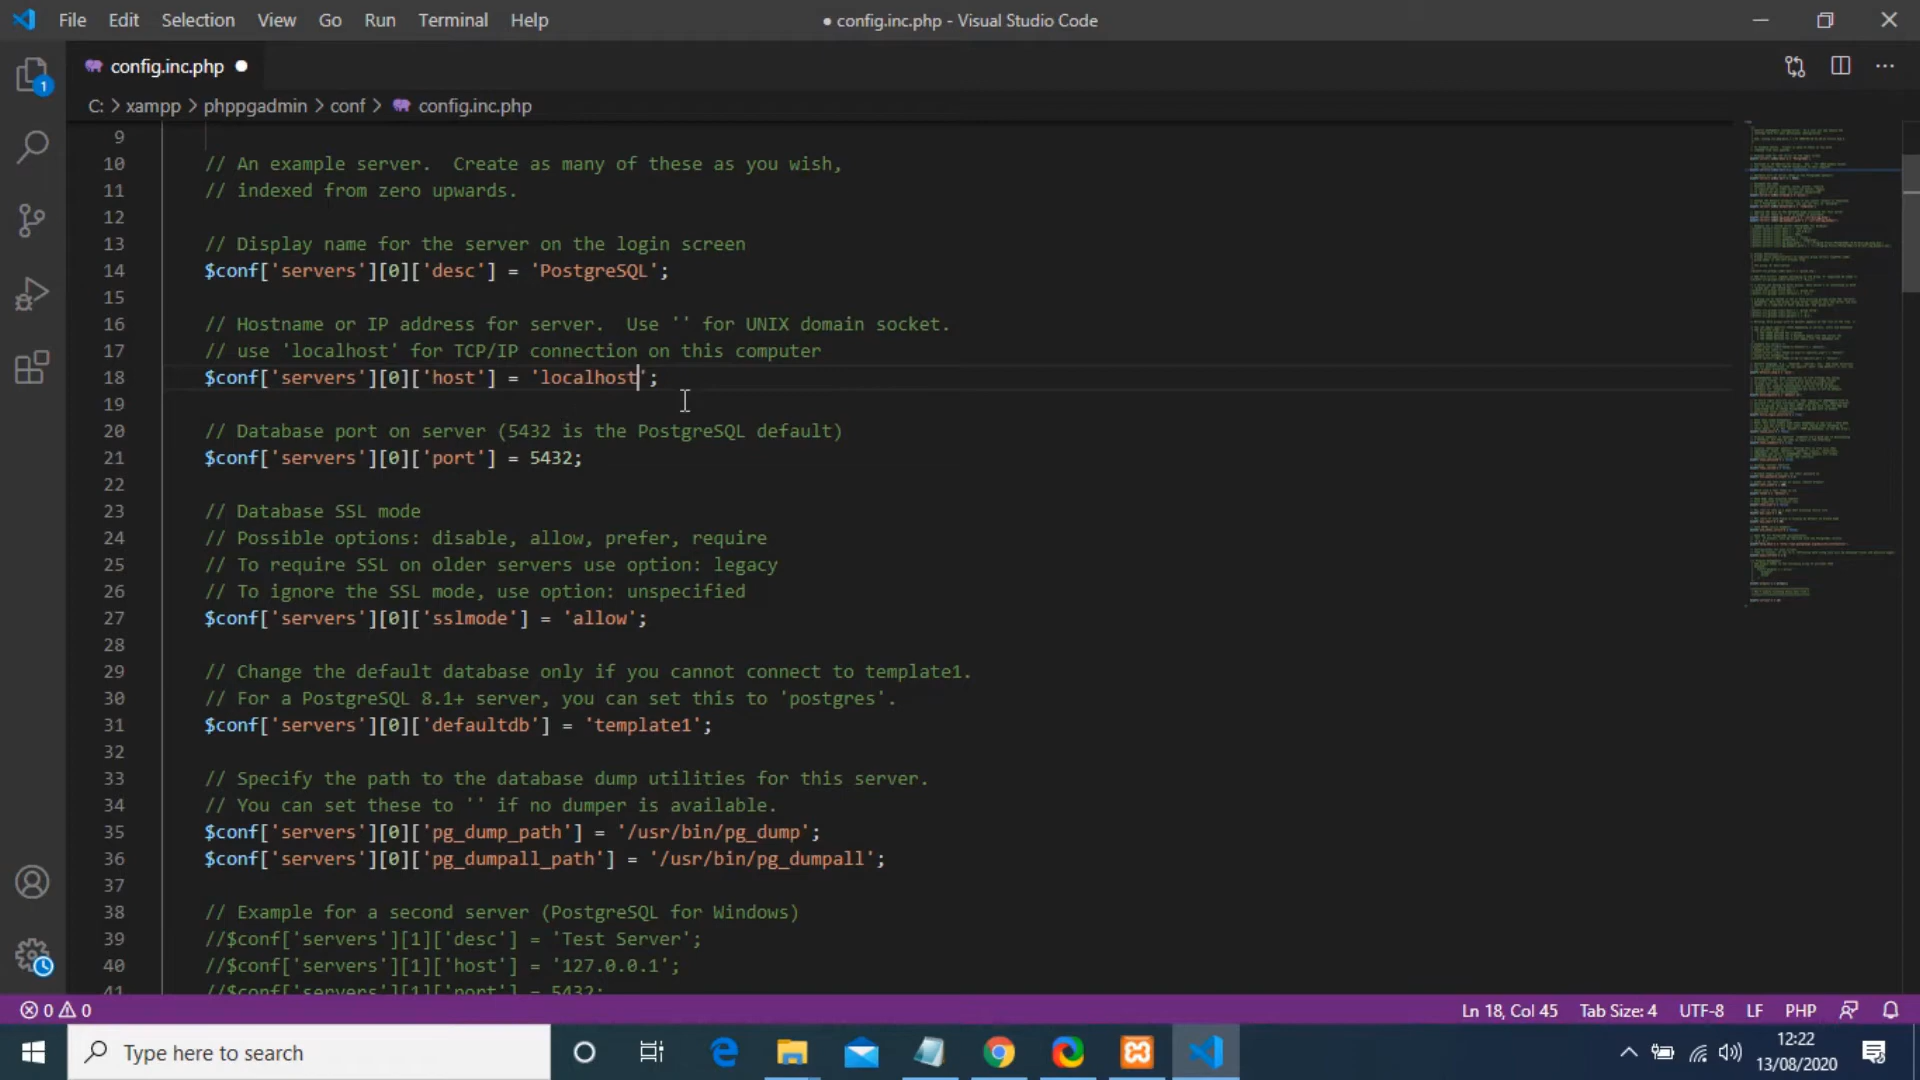 File Edit Selection View Go Run Terminal Help
● config.inc.php - Visual Studio Code
config.inc.php
1
C: > xampp > phppgadmin > conf > config.inc.php
9
10 // An example server.  Create as many of these as you wish,
11 // indexed from zero upwards.
12
13 // Display name for the server on the login screen
14 $conf['servers'][0]['desc'] = 'PostgreSQL';
15
16 // Hostname or IP address for server.  Use '' for UNIX domain socket.
17 // use 'localhost' for TCP/IP connection on this computer
18 $conf['servers'][0]['host'] = 'localhost';
19
20 // Database port on server (5432 is the PostgreSQL default)
21 $conf['servers'][0]['port'] = 5432;
22
23 // Database SSL mode
24 // Possible options: disable, allow, prefer, require
25 // To require SSL on older servers use option: legacy
26 // To ignore the SSL mode, use option: unspecified
27 $conf['servers'][0]['sslmode'] = 'allow';
28
29 // Change the default database only if you cannot connect to template1.
30 // For a PostgreSQL 8.1+ server, you can set this to 'postgres'.
31 $conf['servers'][0]['defaultdb'] = 'template1';
32
33 // Specify the path to the database dump utilities for this server.
34 // You can set these to '' if no dumper is available.
35 $conf['servers'][0]['pg_dump_path'] = '/usr/bin/pg_dump';
36 $conf['servers'][0]['pg_dumpall_path'] = '/usr/bin/pg_dumpall';
37
38 // Example for a second server (PostgreSQL for Windows)
39 //$conf['servers'][1]['desc'] = 'Test Server';
40 //$conf['servers'][1]['host'] = '127.0.0.1';
41 //$conf['servers'][1]['port'] = 5432;
0 0 Ln 18, Col 45 Tab Size: 4 UTF-8 LF PHP
Type here to search
12:22
13/08/2020